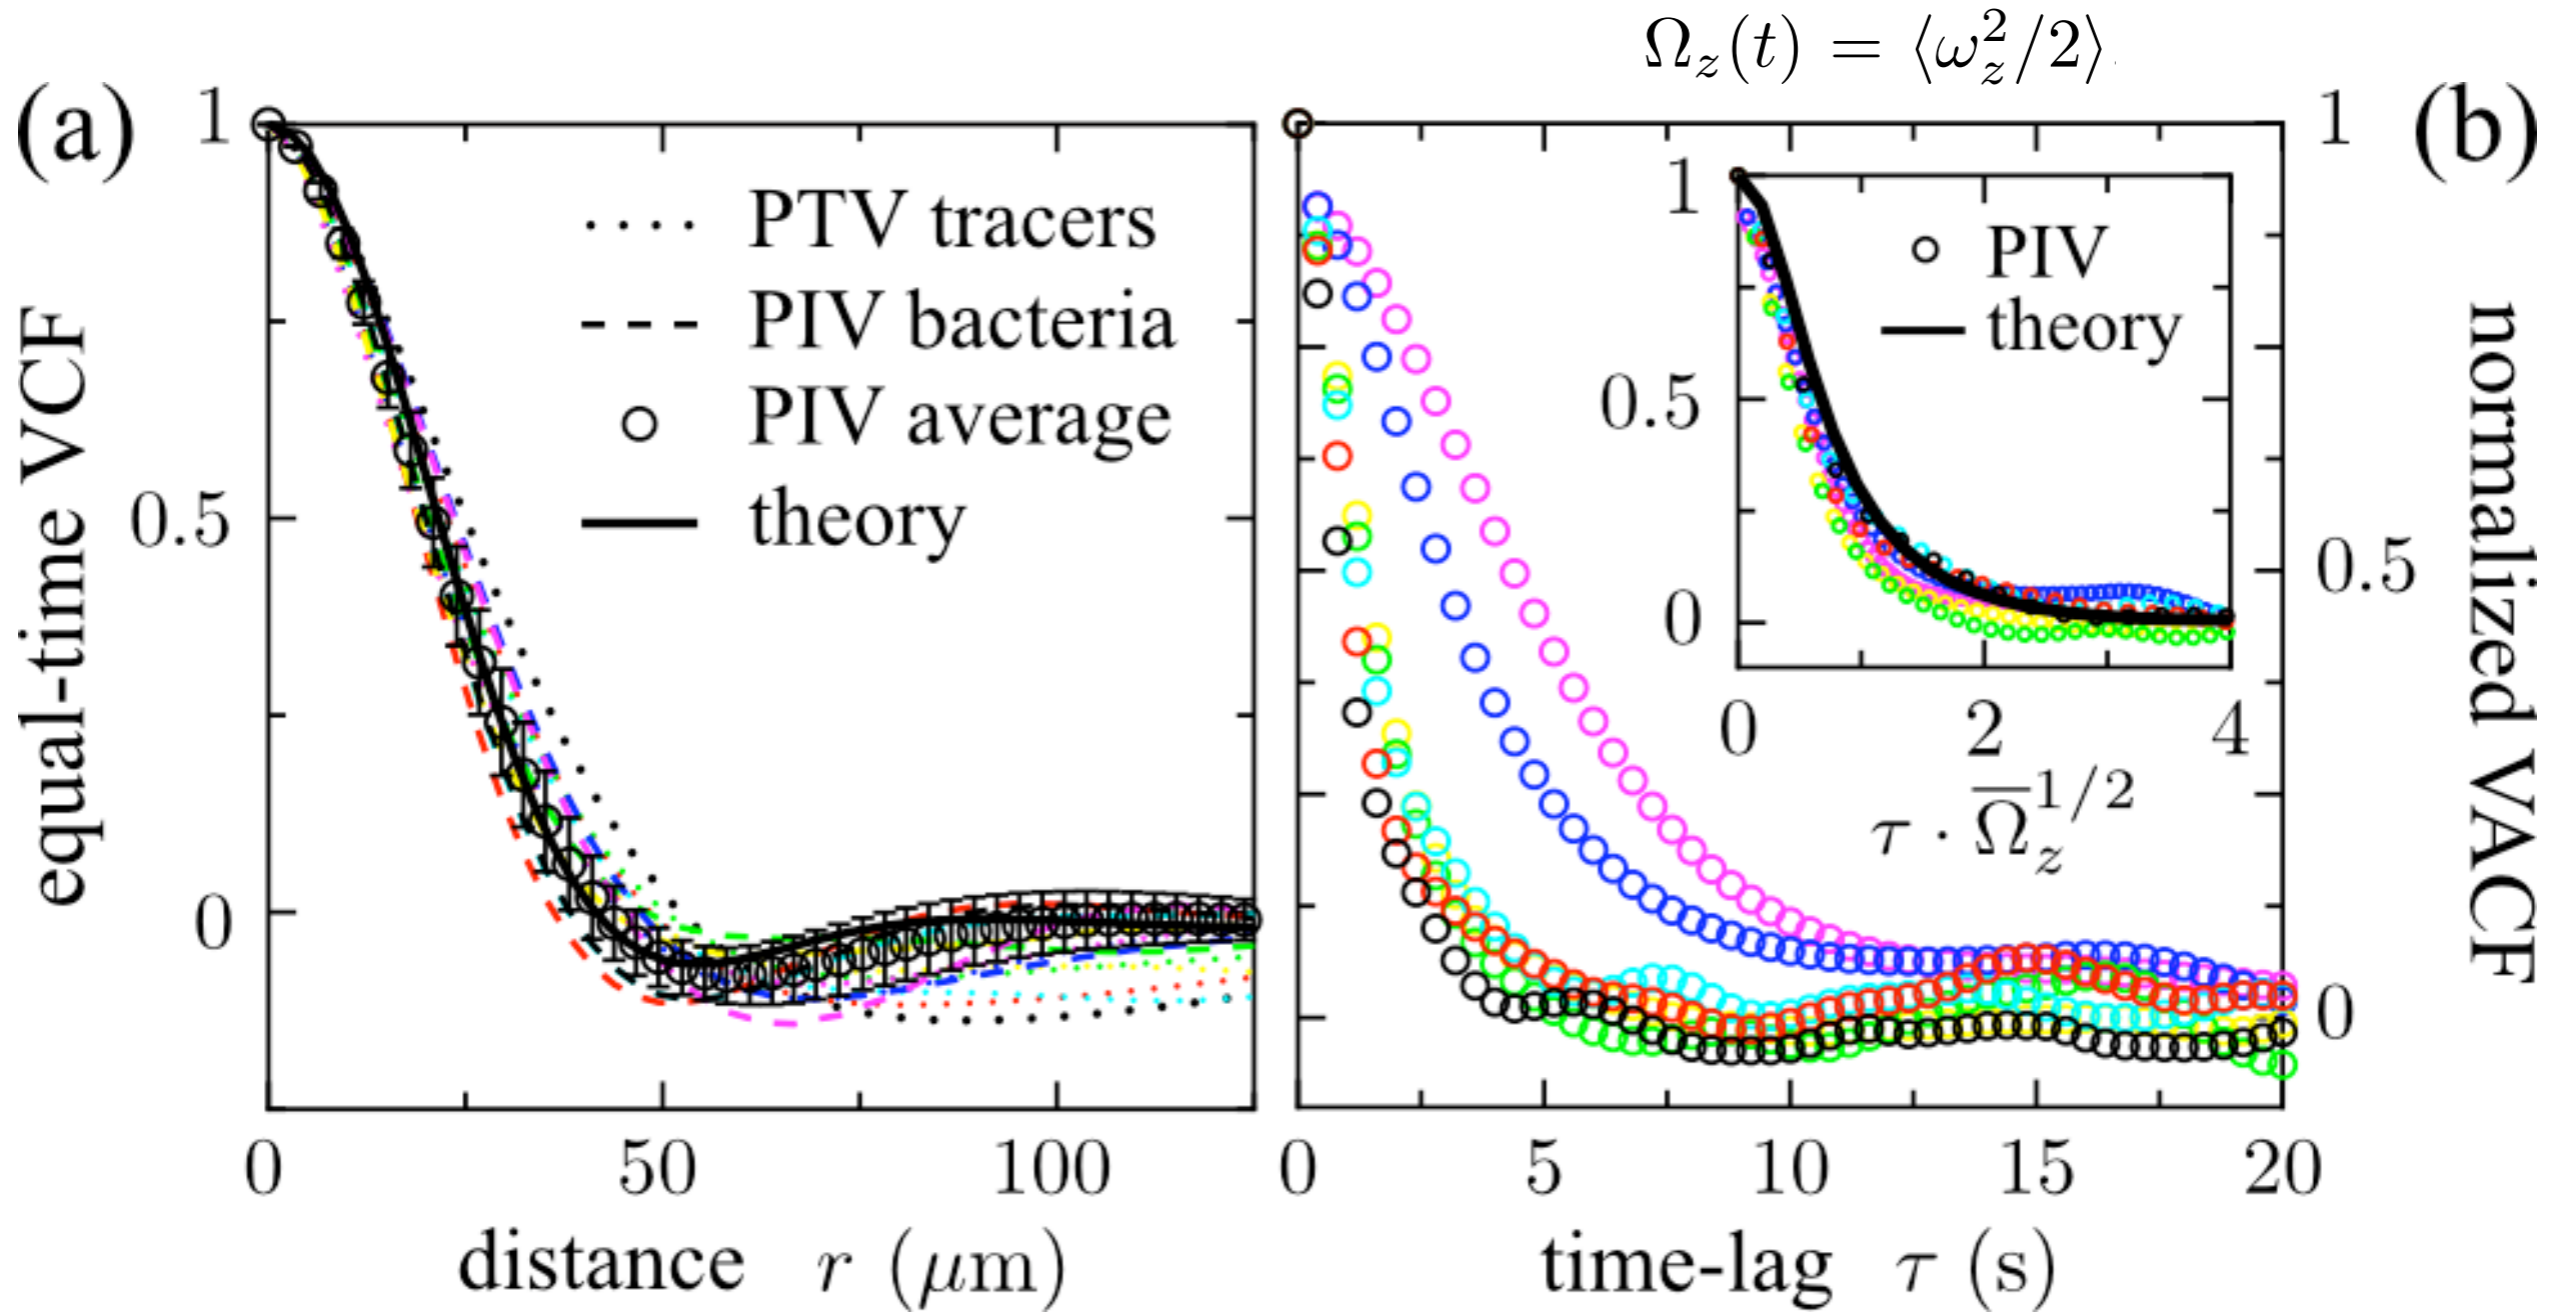 Ω_z(t) = ⟨ω_z^2/2⟩
(a)
equal-time VCF
1
0.5
0
PTV tracers
PIV bacteria
PIV average
theory
0 50 100
distance r (μm)
(b)
normalized VACF
1
0.5
0
1
0.5
0
PIV
theory
0 2 4
τ · Ω̅_z^{1/2}
0 5 10 15 20
time-lag τ (s)